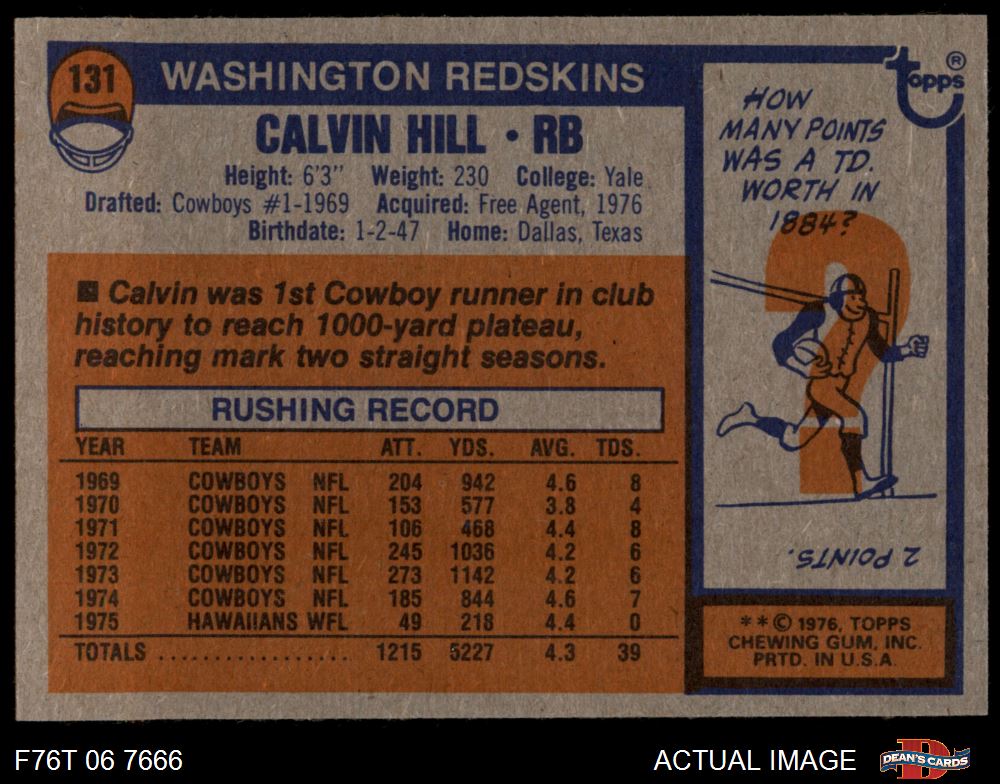 131
WASHINGTON REDSKINS
CALVIN HILL • RB
Height: 6'3" Weight: 230 College: Yale
Drafted: Cowboys #1-1969 Acquired: Free Agent, 1976
Birthdate: 1-2-47 Home: Dallas, Texas
■ Calvin was 1st Cowboy runner in club
history to reach 1000-yard plateau,
reaching mark two straight seasons.
RUSHING RECORD
YEAR TEAM ATT. YDS. AVG. TDS.
1969 COWBOYS NFL 204 942 4.6 8
1970 COWBOYS NFL 153 577 3.8 4
1971 COWBOYS NFL 106 468 4.4 8
1972 COWBOYS NFL 245 1036 4.2 6
1973 COWBOYS NFL 273 1142 4.2 6
1974 COWBOYS NFL 185 844 4.6 7
1975 HAWAIIANS WFL 49 218 4.4 0
TOTALS .................. 1215 5227 4.3 39
topps ®
HOW
MANY POINTS
WAS A TD.
WORTH IN
1884?
?
2 POINTS.
**© 1976, TOPPS
CHEWING GUM, INC.
PRTD. IN U.S.A.
F76T 06 7666
ACTUAL IMAGE
D
DEAN'S CARDS